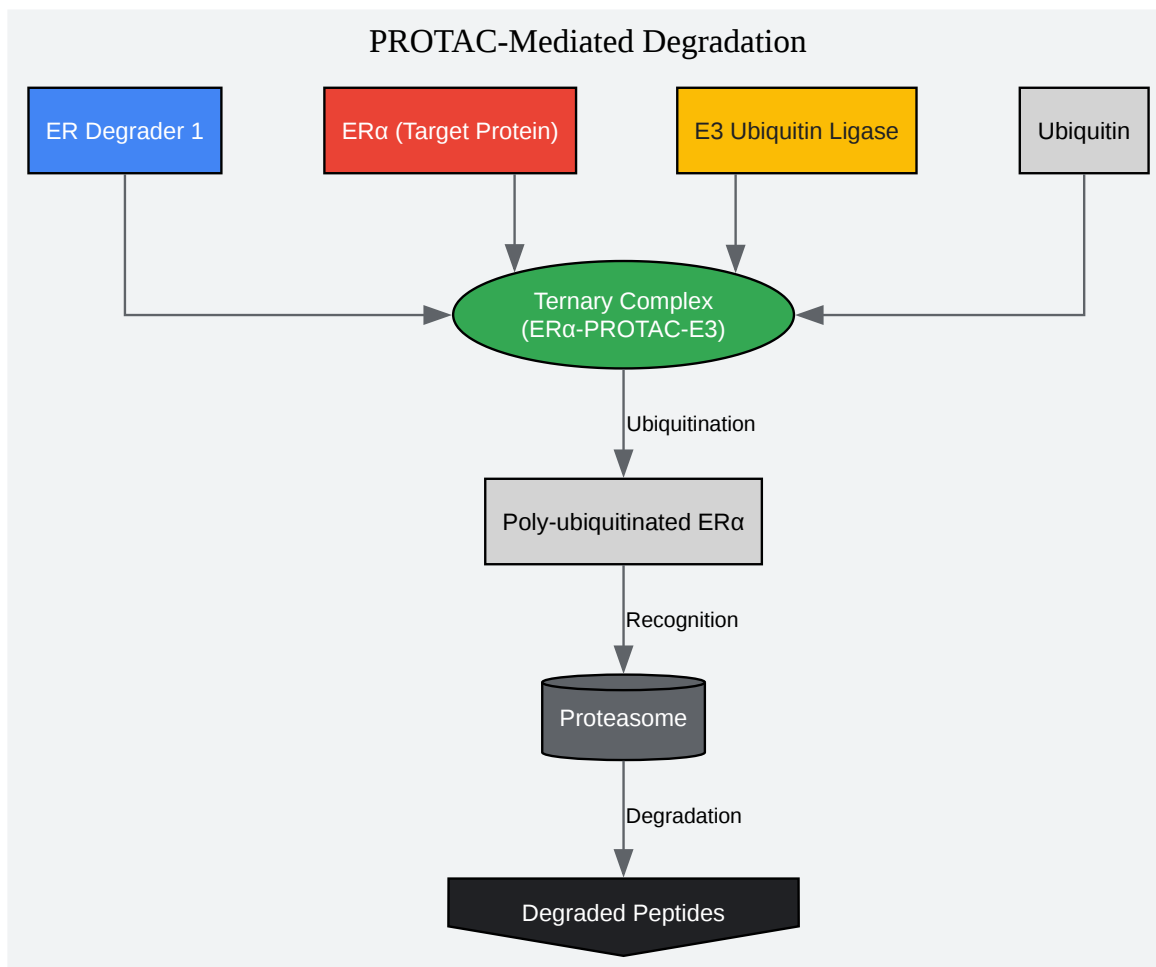 PROTAC-Mediated Degradation
ER Degrader 1
ERα (Target Protein)
E3 Ubiquitin Ligase
Ubiquitin
Ternary Complex
(ERα-PROTAC-E3)
Ubiquitination
Poly-ubiquitinated ERα
Recognition
Proteasome
Degradation
Degraded Peptides